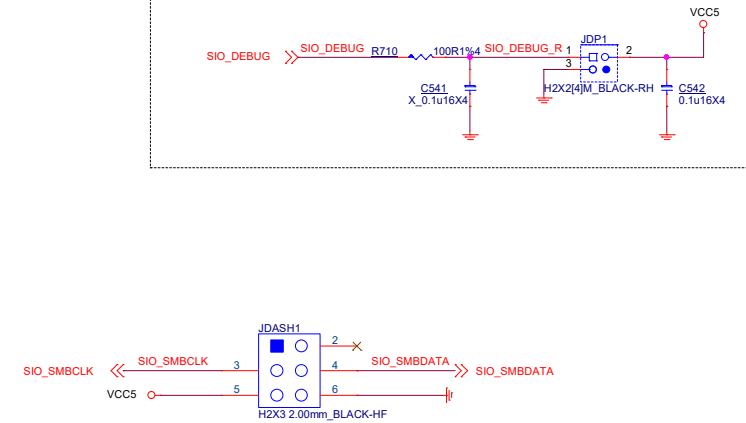 VCC5
JDP1
SIO_DEBUG SIO_DEBUG R710 100R1%4 SIO_DEBUG_R 1 2
3
C541 H2X2[4]M_BLACK-RH C542
X_0.1u16X4 0.1u16X4
JDASH1
2
SIO_SMBCLK SIO_SMBCLK 3 4 SIO_SMBDATA SIO_SMBDATA
VCC5 5 6
H2X3 2.00mm_BLACK-HF